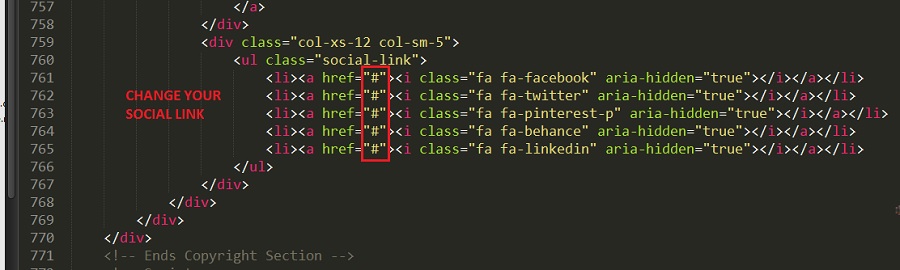 757 </a>
758 </div>
759 <div class="col-xs-12 col-sm-5">
760 <ul class="social-link">
761 <li><a href="#"><i class="fa fa-facebook" aria-hidden="true"></i></a></li>
762 <li><a href="#"><i class="fa fa-twitter" aria-hidden="true"></i></a></li>
763 <li><a href="#"><i class="fa fa-pinterest-p" aria-hidden="true"></i></a></li>
764 <li><a href="#"><i class="fa fa-behance" aria-hidden="true"></i></a></li>
765 <li><a href="#"><i class="fa fa-linkedin" aria-hidden="true"></i></a></li>
CHANGE YOUR
SOCIAL LINK
766 </ul>
767 </div>
768 </div>
769 </div>
770 </div>
771 <!-- Ends Copyright Section -->